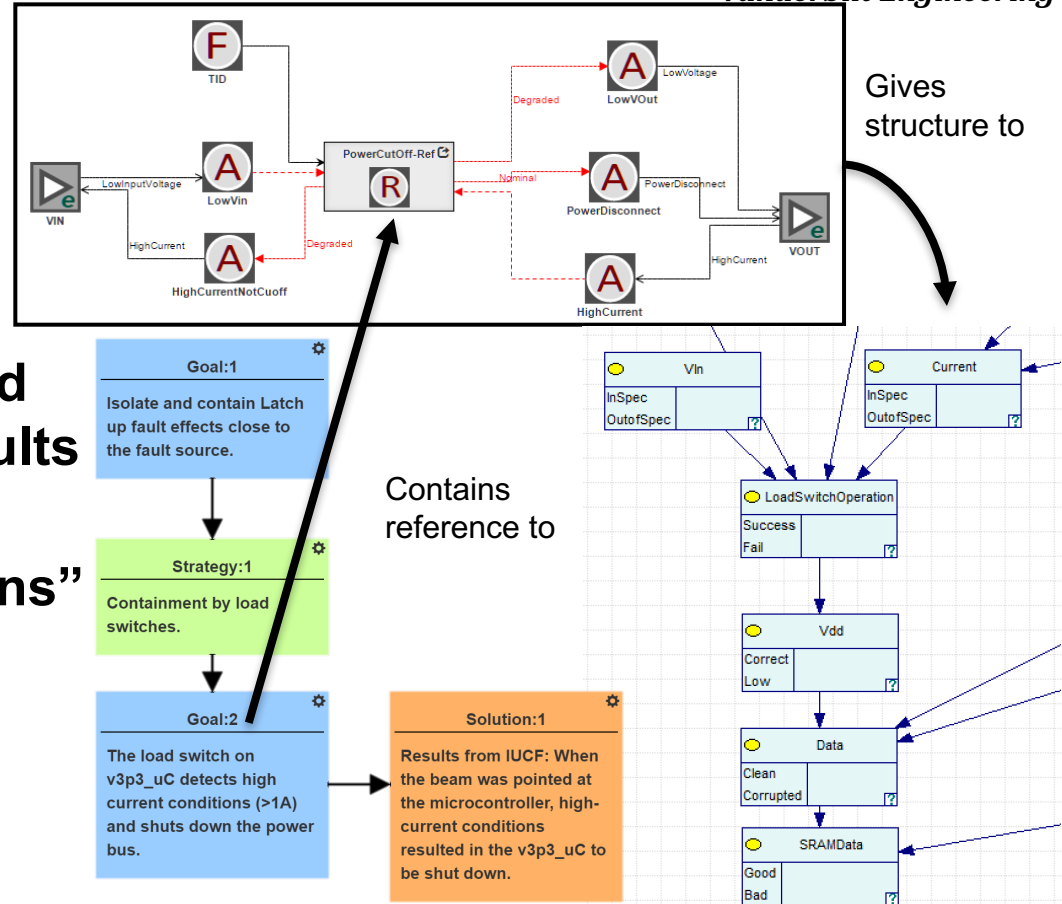 F
TID
A
LowVOut
LowVoltage
Degraded
Gives
structure to
PowerCutOff-Ref
R
e
VIN
LowInputVoltage
A
LowVin
Nominal
A
PowerDisconnect
PowerDisconnect
e
VOUT
HighCurrent
A
HighCurrentNotCuoff
Degraded
A
HighCurrent
HighCurrent
Goal:1
Isolate and contain Latch
up fault effects close to
the fault source.
Strategy:1
Containment by load
switches.
Goal:2
The load switch on
v3p3_uC detects high
current conditions (>1A)
and shuts down the power
bus.
Solution:1
Results from IUCF: When
the beam was pointed at
the microcontroller, high-
current conditions
resulted in the v3p3_uC to
be shut down.
Contains
reference to
VIn
InSpec
OutofSpec
?
Current
InSpec
OutofSpec
?
LoadSwitchOperation
Success
Fail
?
Vdd
Correct
Low
?
Data
Clean
Corrupted
?
SRAMData
Good
Bad
?